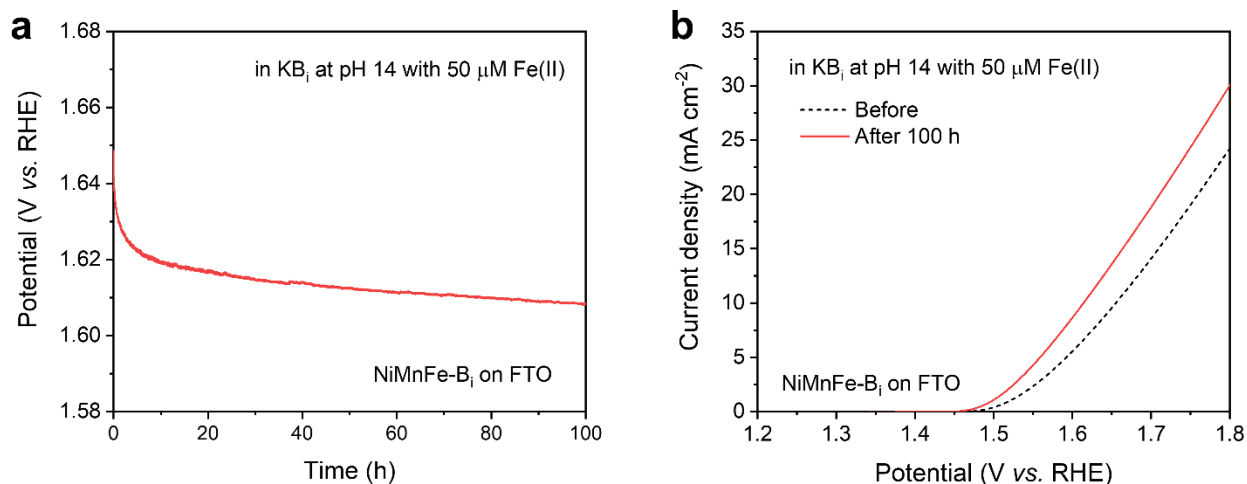 a
1.68
1.66
1.64
1.62
1.60
1.58
Potential (V vs. RHE)
in KBi at pH 14 with 50 μM Fe(II)
NiMnFe-Bi on FTO
0
20
40
60
80
100
Time (h)
b
35
30
25
20
15
10
5
0
Current density (mA cm-2)
in KBi at pH 14 with 50 μM Fe(II)
Before
After 100 h
NiMnFe-Bi on FTO
1.2
1.3
1.4
1.5
1.6
1.7
1.8
Potential (V vs. RHE)